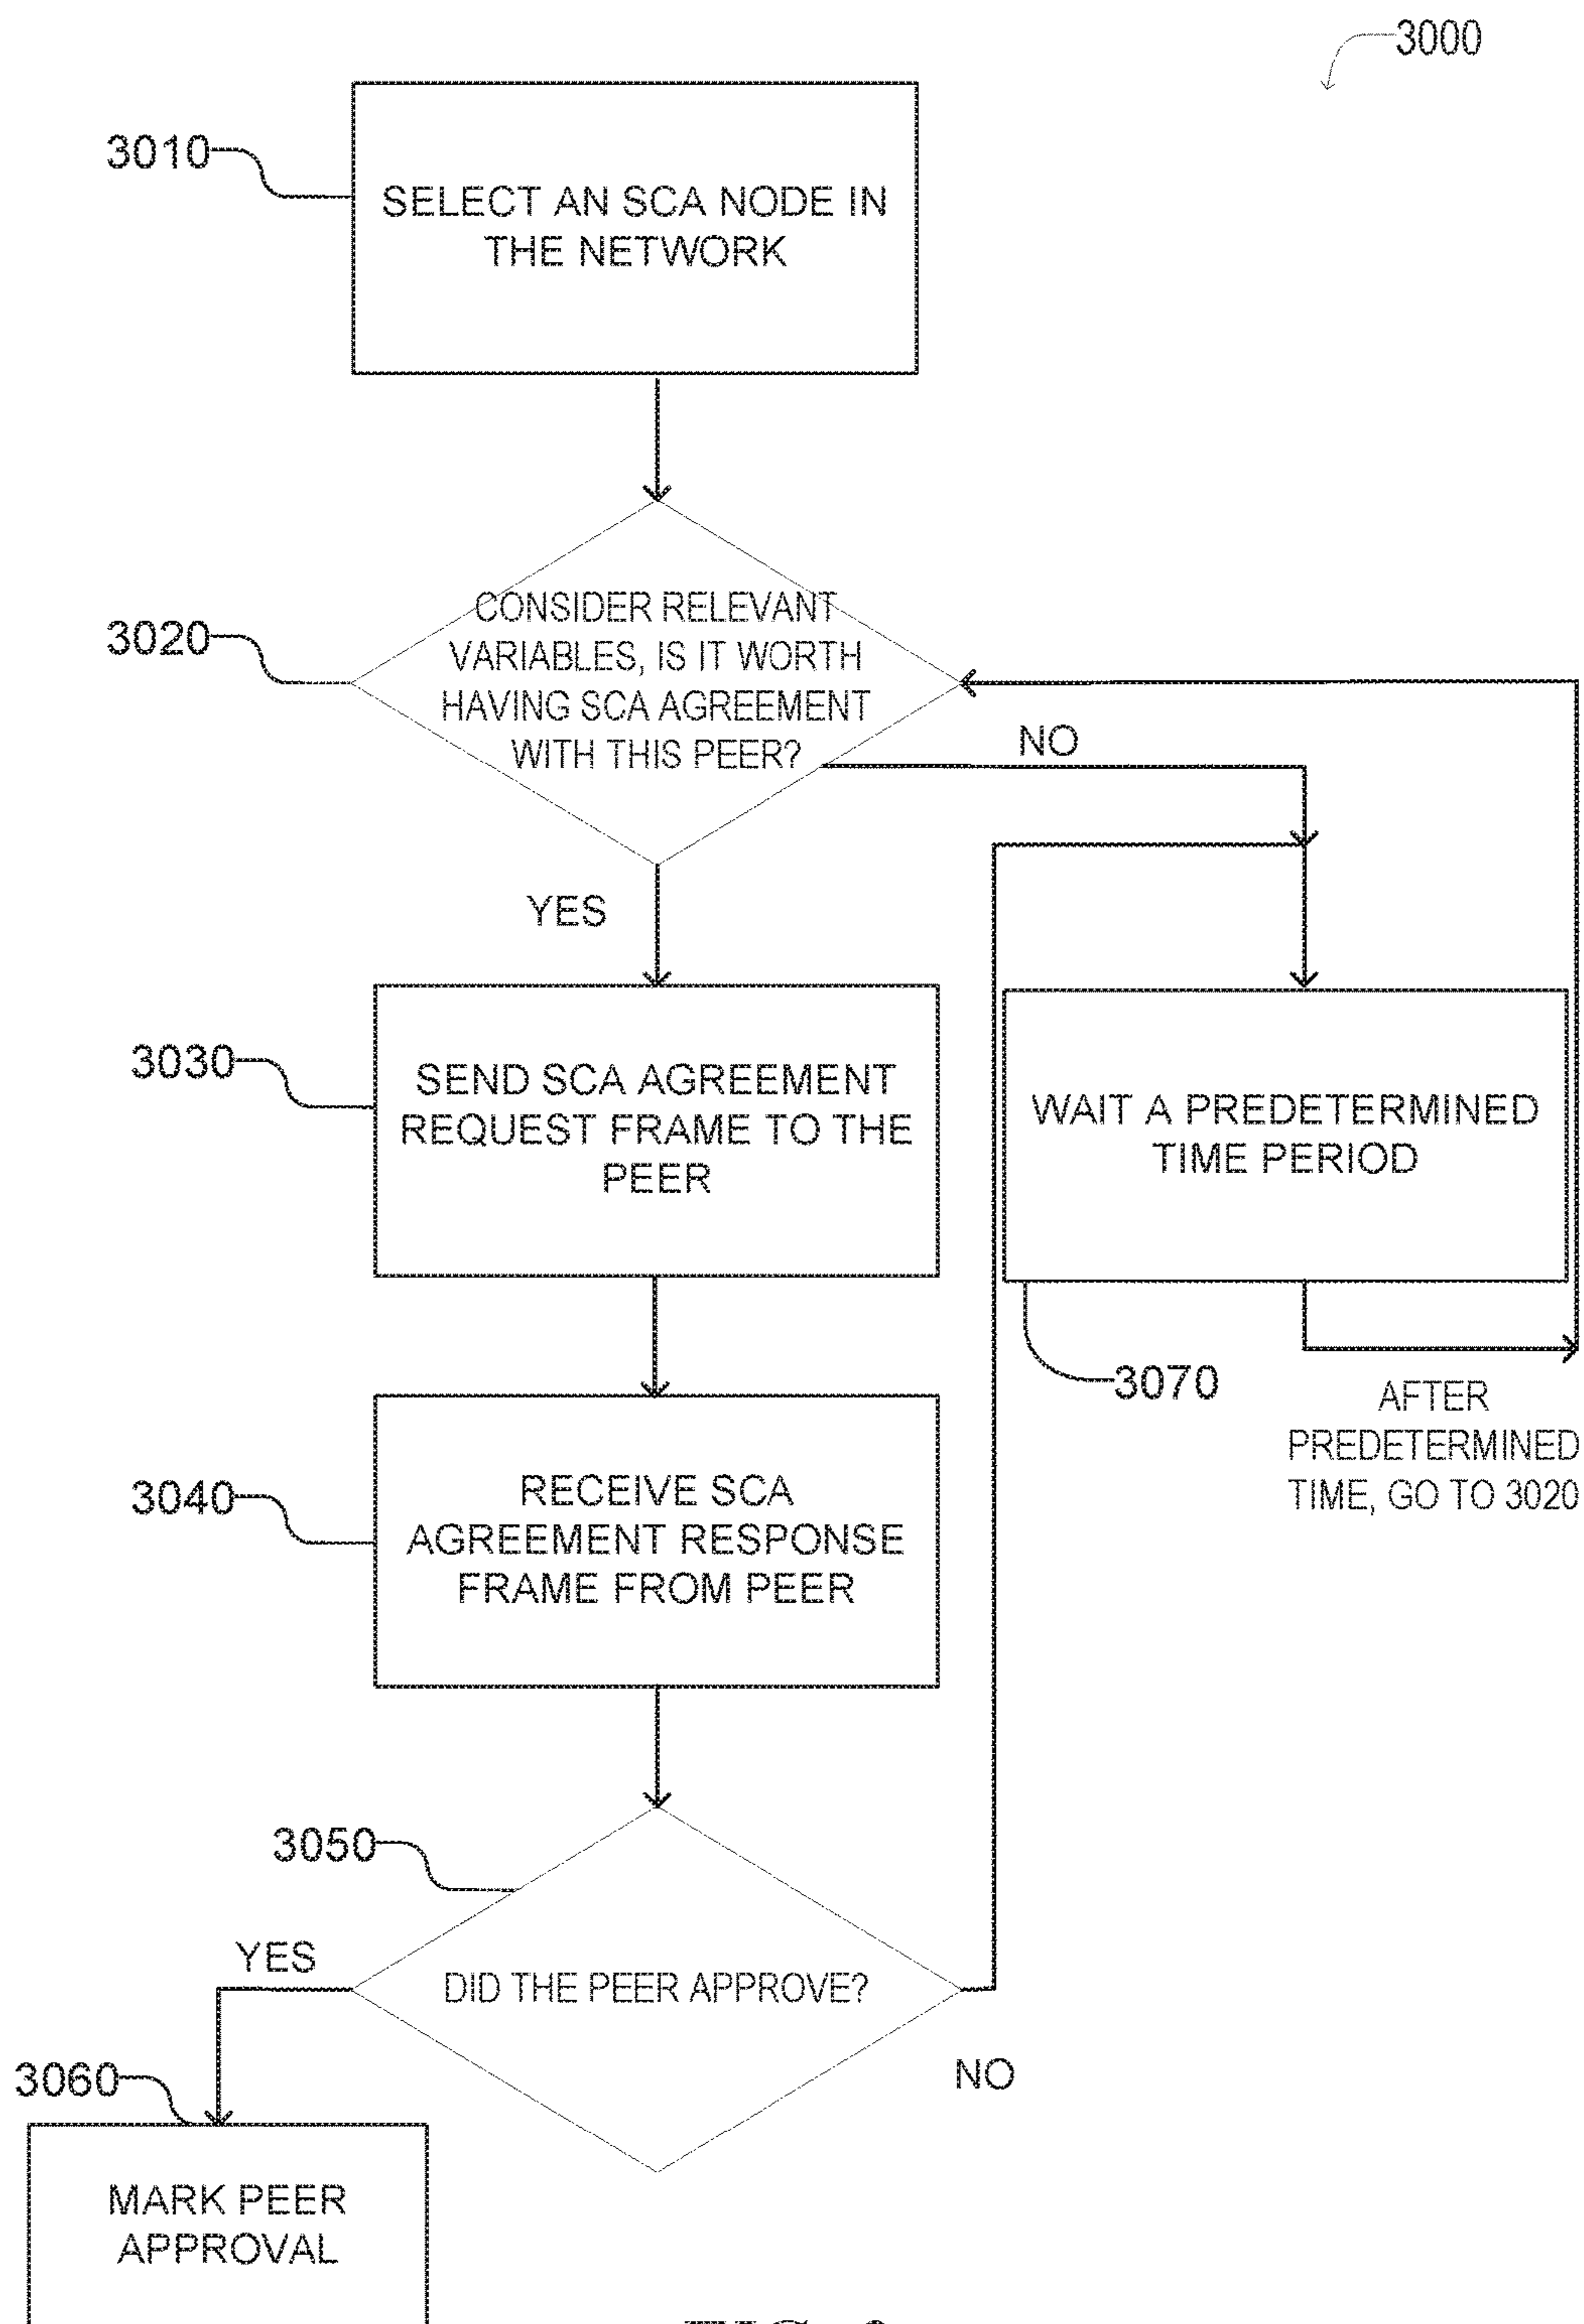 3000
3010
SELECT AN SCA NODE IN
THE NETWORK
3020
CONSIDER RELEVANT
VARIABLES, IS IT WORTH
HAVING SCA AGREEMENT
WITH THIS PEER?
NO
YES
3030
SEND SCA AGREEMENT
REQUEST FRAME TO THE
PEER
WAIT A PREDETERMINED
TIME PERIOD
3070
AFTER
PREDETERMINED
TIME, GO TO 3020
3040
RECEIVE SCA
AGREEMENT RESPONSE
FRAME FROM PEER
3050
DID THE PEER APPROVE?
YES
NO
3060
MARK PEER
APPROVAL